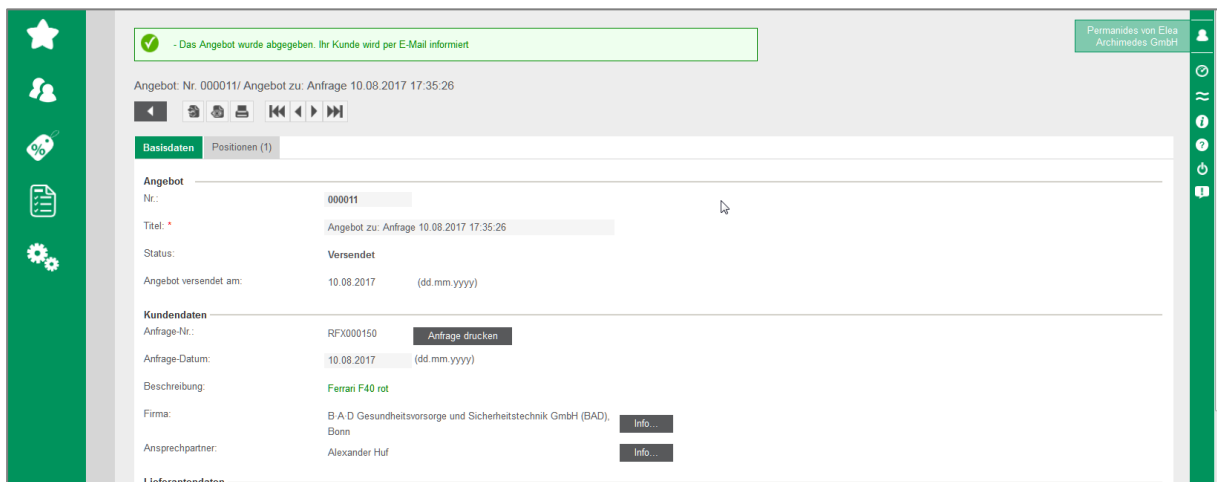 - Das Angebot wurde abgegeben. Ihr Kunde wird per E-Mail informiert
Permanides von Elea
Archimedes GmbH
Angebot: Nr. 000011/ Angebot zu: Anfrage 10.08.2017 17:35:26
Basisdaten Positionen (1)
Angebot
Nr.: 000011
Titel: * Angebot zu: Anfrage 10.08.2017 17:35:26
Status: Versendet
Angebot versendet am: 10.08.2017 (dd.mm.yyyy)
Kundendaten
Anfrage-Nr.: RFX000150 Anfrage drucken
Anfrage-Datum: 10.08.2017 (dd.mm.yyyy)
Beschreibung: Ferrari F40 rot
Firma: B·A·D Gesundheitsvorsorge und Sicherheitstechnik GmbH (BAD), Info...
Bonn
Ansprechpartner: Alexander Huf Info...
Lieferantendaten